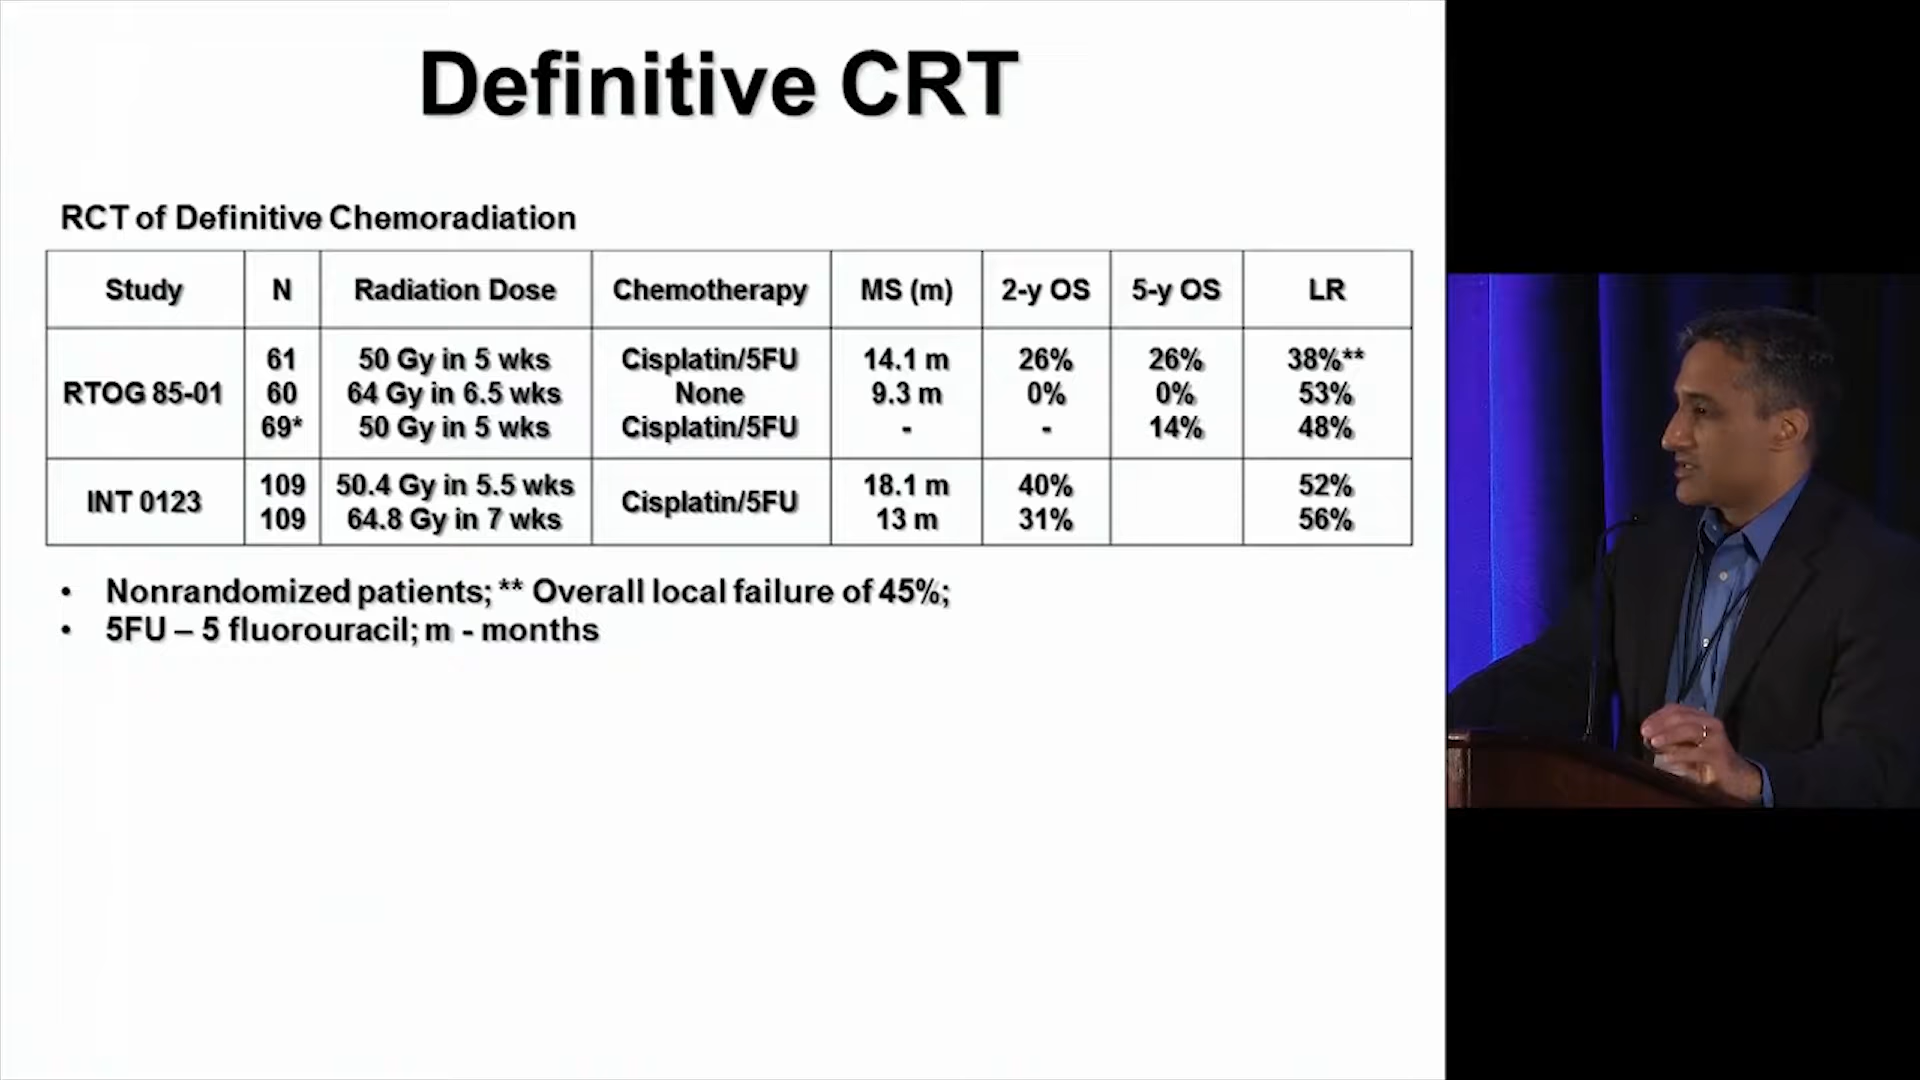 Definitive CRT
RCT of Definitive Chemoradiation
Study N Radiation Dose Chemotherapy MS (m) 2-y OS 5-y OS LR
RTOG 85-01
61 50 Gy in 5 wks Cisplatin/5FU 14.1 m 26% 26% 38%**
60 64 Gy in 6.5 wks None 9.3 m 0% 0% 53%
69* 50 Gy in 5 wks Cisplatin/5FU - - 14% 48%
INT 0123
109 50.4 Gy in 5.5 wks Cisplatin/5FU 18.1 m 40% 52%
109 64.8 Gy in 7 wks 13 m 31% 56%
• Nonrandomized patients; ** Overall local failure of 45%;
• 5FU – 5 fluorouracil; m - months